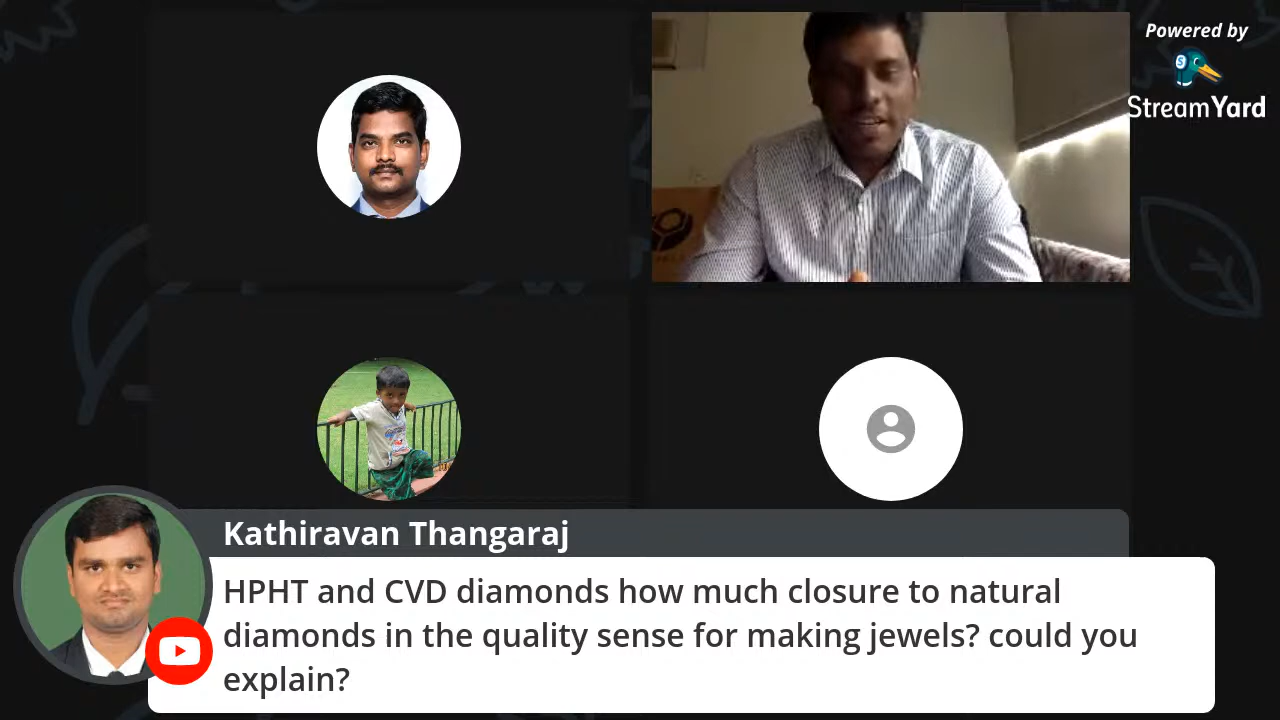 Powered by
StreamYard
Kathiravan Thangaraj
HPHT and CVD diamonds how much closure to natural
diamonds in the quality sense for making jewels? could you
explain?